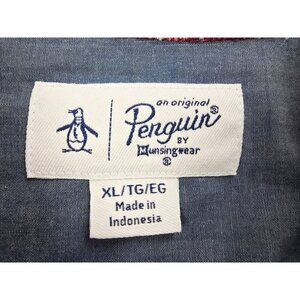 an original
Penguin®
BY
Munsingwear
®
XL/TG/EG
Made in
Indonesia